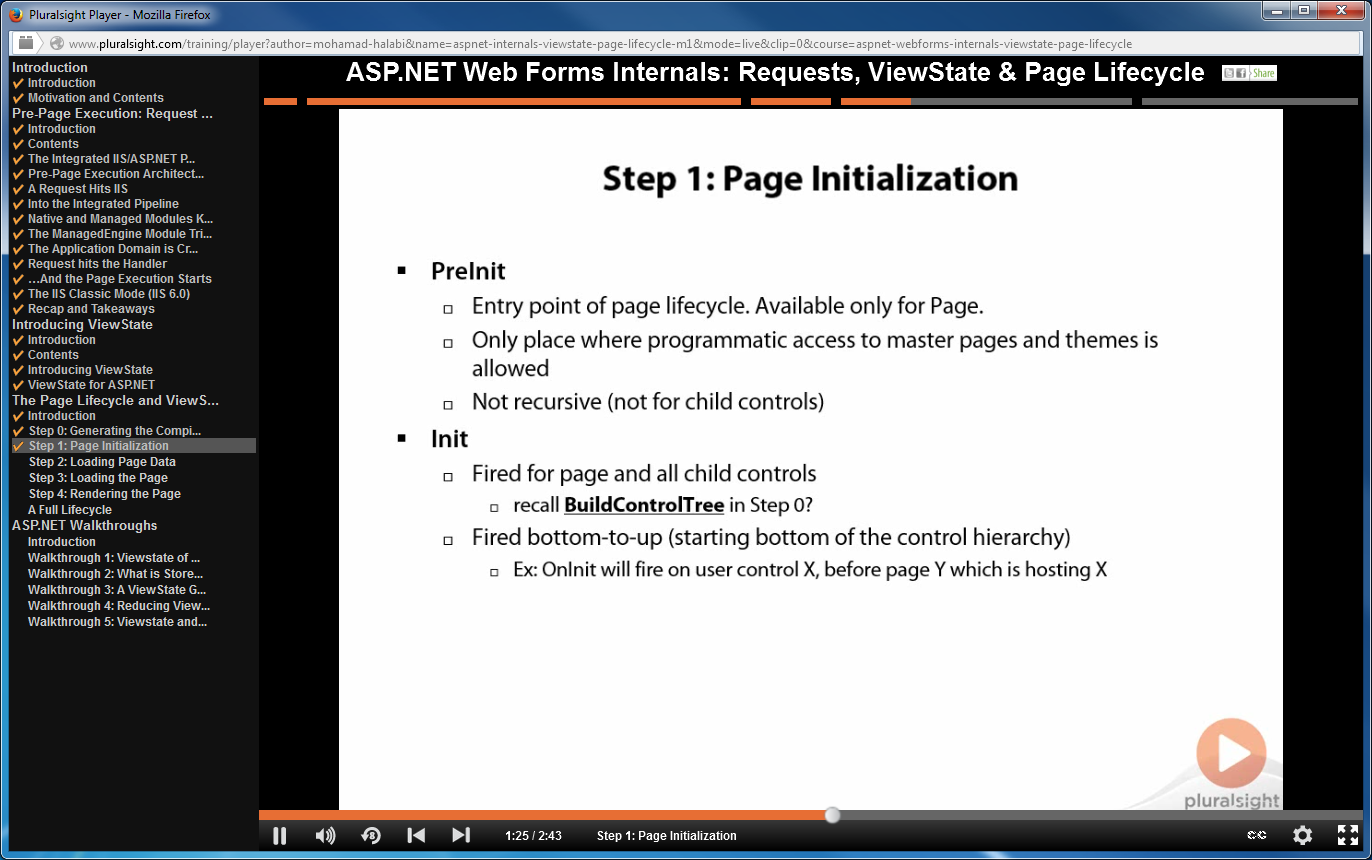 Pluralsight Player - Mozilla Firefox
www.pluralsight.com/training/player?author=mohamad-halabi&name=aspnet-internals-viewstate-page-lifecycle-m1&mode=live&clip=0&course=aspnet-webforms-internals-viewstate-page-lifecycle
Introduction
Introduction
Motivation and Contents
Pre-Page Execution: Request ...
Introduction
Contents
The Integrated IIS/ASP.NET P...
Pre-Page Execution Architect...
A Request Hits IIS
Into the Integrated Pipeline
Native and Managed Modules K...
The ManagedEngine Module Tri...
The Application Domain is Cr...
Request hits the Handler
...And the Page Execution Starts
The IIS Classic Mode (IIS 6.0)
Recap and Takeaways
Introducing ViewState
Introduction
Contents
Introducing ViewState
ViewState for ASP.NET
The Page Lifecycle and ViewS...
Introduction
Step 0: Generating the Compi...
Step 1: Page Initialization
Step 2: Loading Page Data
Step 3: Loading the Page
Step 4: Rendering the Page
A Full Lifecycle
ASP.NET Walkthroughs
Introduction
Walkthrough 1: Viewstate of ...
Walkthrough 2: What is Store...
Walkthrough 3: A ViewState G...
Walkthrough 4: Reducing View...
Walkthrough 5: Viewstate and...
ASP.NET Web Forms Internals: Requests, ViewState & Page Lifecycle
Share
Step 1: Page Initialization
PreInit
Entry point of page lifecycle. Available only for Page.
Only place where programmatic access to master pages and themes is
allowed
Not recursive (not for child controls)
Init
Fired for page and all child controls
recall BuildControlTree in Step 0?
Fired bottom-to-up (starting bottom of the control hierarchy)
Ex: OnInit will fire on user control X, before page Y which is hosting X
pluralsight
8
1:25 / 2:43
Step 1: Page Initialization
CC